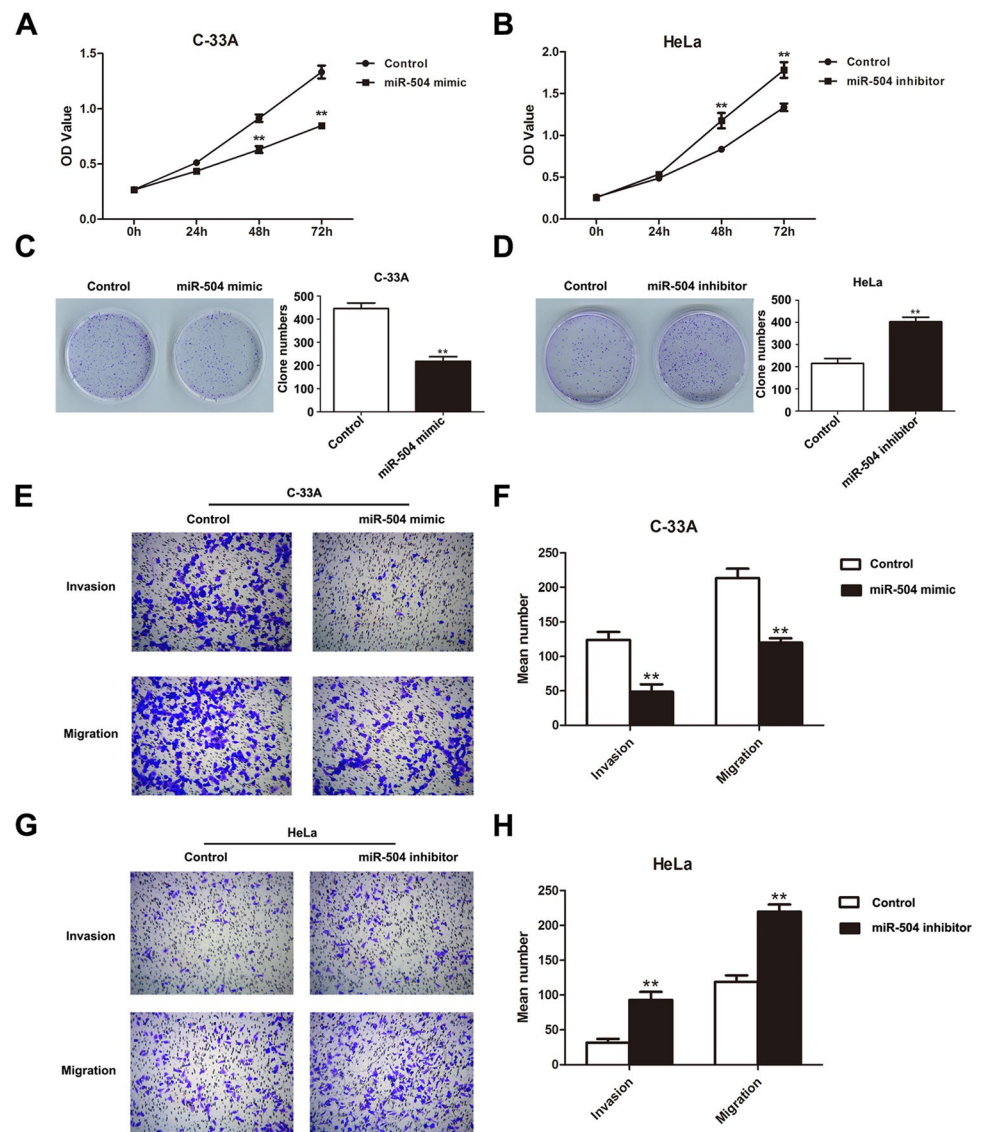 A
C-33A
OD Value
1.5
1.0
0.5
0.0
0h
24h
48h
72h
**
**
Control
miR-504 mimic
B
HeLa
OD Value
2.0
1.5
1.0
0.5
0.0
0h
24h
48h
72h
**
**
Control
miR-504 inhibitor
C
Control
miR-504 mimic
C-33A
Clone numbers
500
400
300
200
100
0
**
Control
miR-504 mimic
D
Control
miR-504 inhibitor
HeLa
Clone numbers
500
400
300
200
100
0
**
Control
miR-504 inhibitor
E
C-33A
Control
miR-504 mimic
Invasion
Migration
F
C-33A
Mean number
250
200
150
100
50
0
**
**
Invasion
Migration
Control
miR-504 mimic
G
HeLa
Control
miR-504 inhibitor
Invasion
Migration
H
HeLa
Mean number
250
200
150
100
50
0
**
**
Invasion
Migration
Control
miR-504 inhibitor